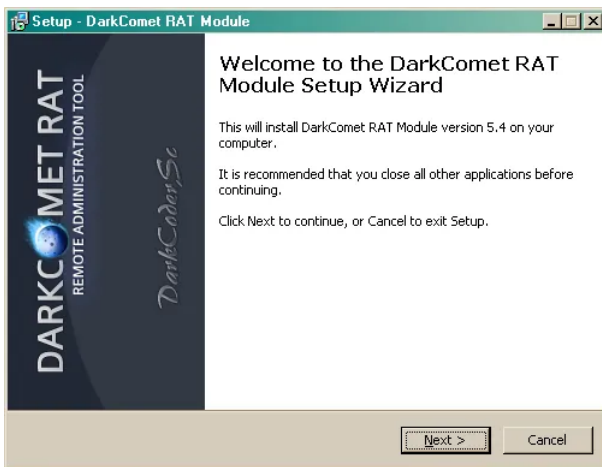 Setup - DarkComet RAT Module
DARKCOMET RAT
REMOTE ADMINISTRATION TOOL
DarkCoderSc
Welcome to the DarkComet RAT
Module Setup Wizard
This will install DarkComet RAT Module version 5.4 on your
computer.
It is recommended that you close all other applications before
continuing.
Click Next to continue, or Cancel to exit Setup.
Next >
Cancel